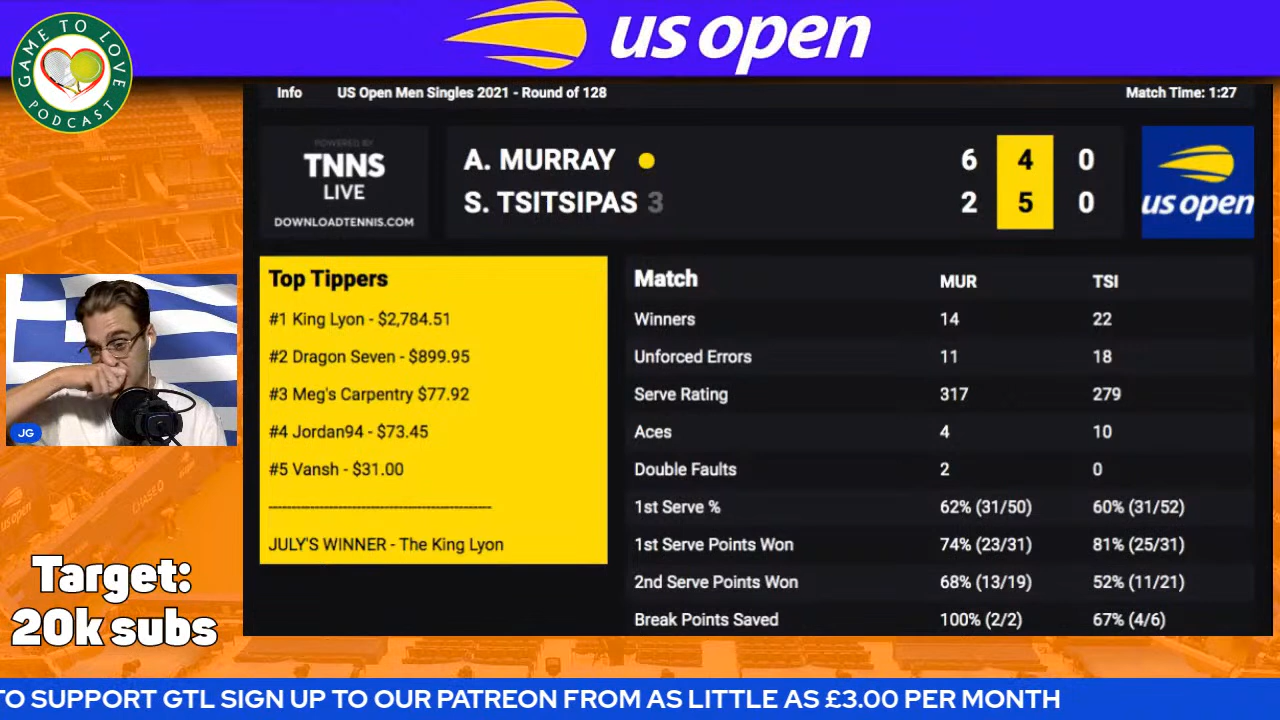 GAME TO LOVE
PODCAST
us open
Info US Open Men Singles 2021 - Round of 128 Match Time: 1:27
POWERED BY
TNNS
LIVE
DOWNLOADTENNIS.COM
A. MURRAY 6 4 0
S. TSITSIPAS 3 2 5 0
us open
Top Tippers
#1 King Lyon - $2,784.51
#2 Dragon Seven - $899.95
#3 Meg's Carpentry $77.92
#4 Jordan94 - $73.45
#5 Vansh - $31.00
--------------------------------------------------
JULY'S WINNER - The King Lyon
Match MUR TSI
Winners 14 22
Unforced Errors 11 18
Serve Rating 317 279
Aces 4 10
Double Faults 2 0
1st Serve % 62% (31/50) 60% (31/52)
1st Serve Points Won 74% (23/31) 81% (25/31)
2nd Serve Points Won 68% (13/19) 52% (11/21)
Break Points Saved 100% (2/2) 67% (4/6)
JG
us open
CHASE
Target:
20k subs
TO SUPPORT GTL SIGN UP TO OUR PATREON FROM AS LITTLE AS £3.00 PER MONTH